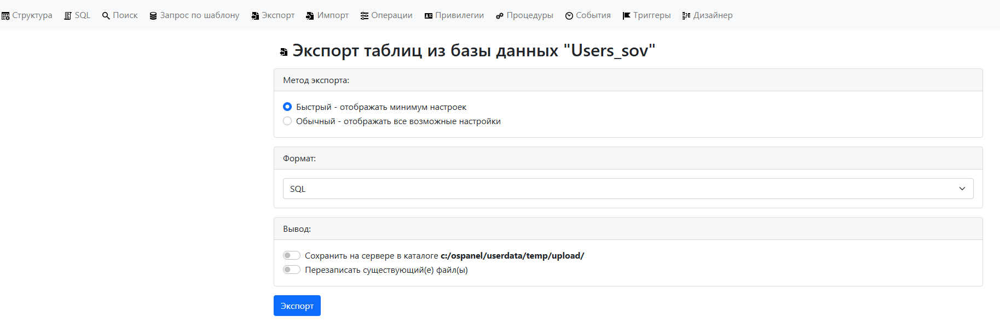 Структура SQL Поиск Запрос по шаблону Экспорт Импорт Операции Привилегии Процедуры События Триггеры Дизайнер
Экспорт таблиц из базы данных "Users_sov"
Метод экспорта:
Быстрый - отображать минимум настроек
Обычный - отображать все возможные настройки
Формат:
SQL
Вывод:
Сохранить на сервере в каталоге c:/ospanel/userdata/temp/upload/
Перезаписать существующий(е) файл(ы)
Экспорт